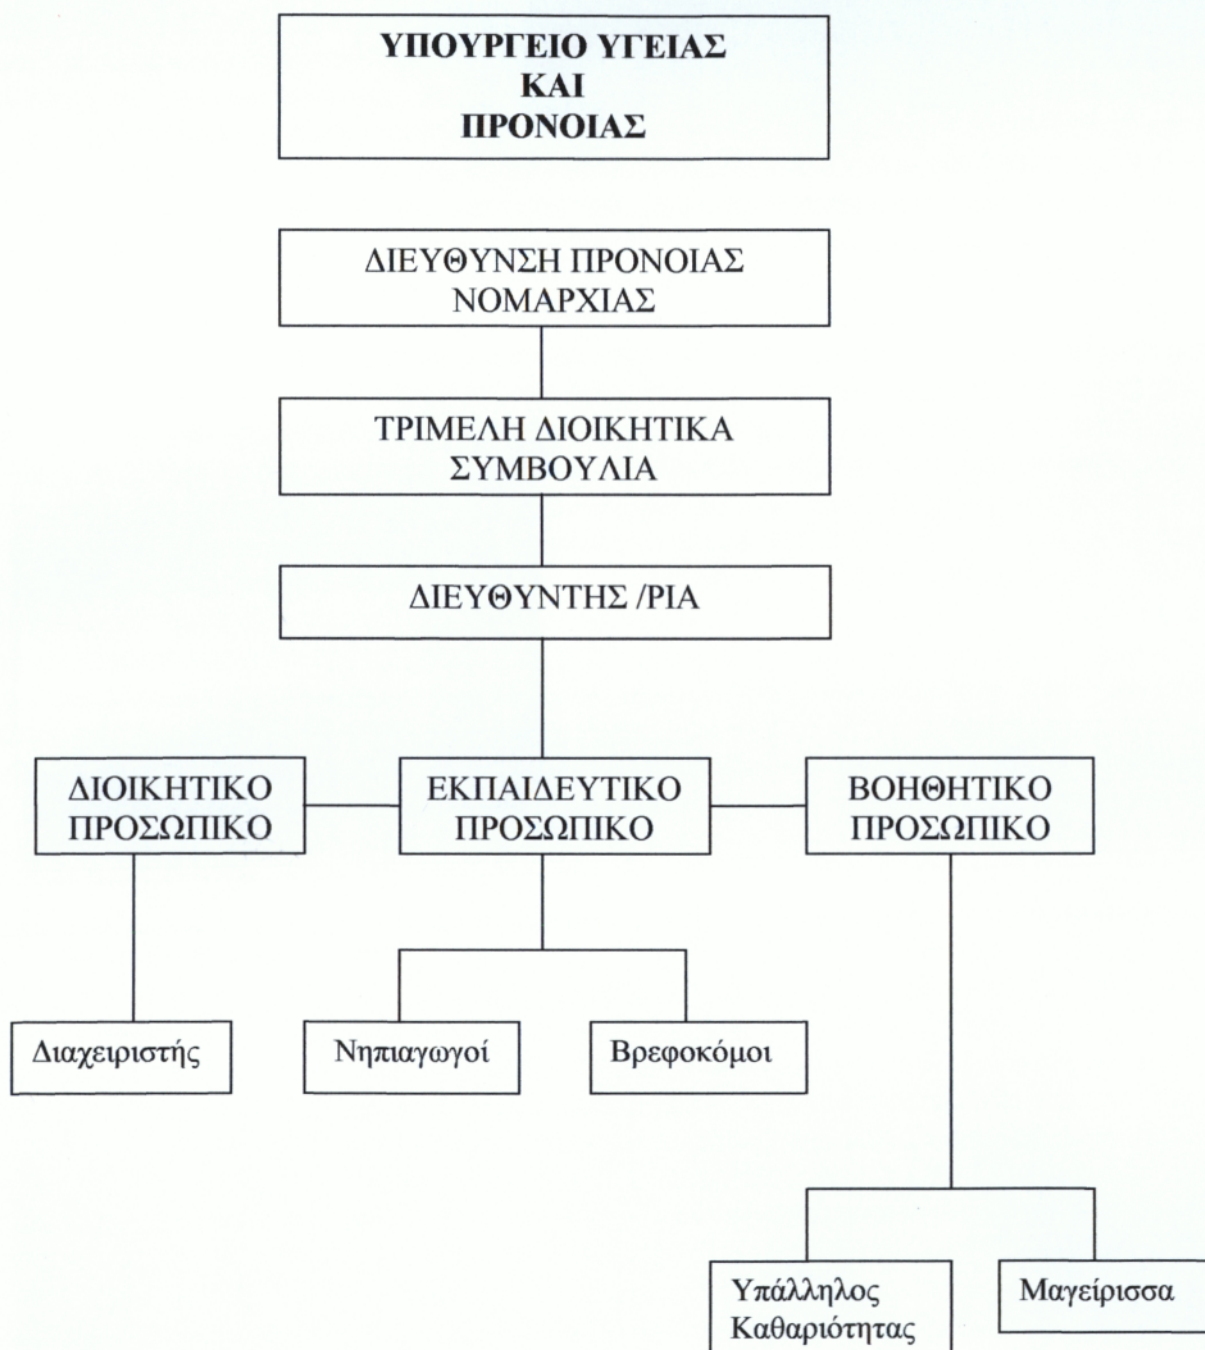 ΥΠΟΥΡΓΕΙΟ ΥΓΕΙΑΣ
ΚΑΙ
ΠΡΟΝΟΙΑΣ
ΔΙΕΥΘΥΝΣΗ ΠΡΟΝΟΙΑΣ
ΝΟΜΑΡΧΙΑΣ
ΤΡΙΜΕΛΗ ΔΙΟΙΚΗΤΙΚΑ
ΣΥΜΒΟΥΛΙΑ
ΔΙΕΥΘΥΝΤΗΣ /ΡΙΑ
ΔΙΟΙΚΗΤΙΚΟ
ΠΡΟΣΩΠΙΚΟ
ΕΚΠΑΙΔΕΥΤΙΚΟ
ΠΡΟΣΩΠΙΚΟ
ΒΟΗΘΗΤΙΚΟ
ΠΡΟΣΩΠΙΚΟ
Διαχειριστής
Νηπιαγωγοί
Βρεφοκόμοι
Υπάλληλος
Καθαριότητας
Μαγείρισσα